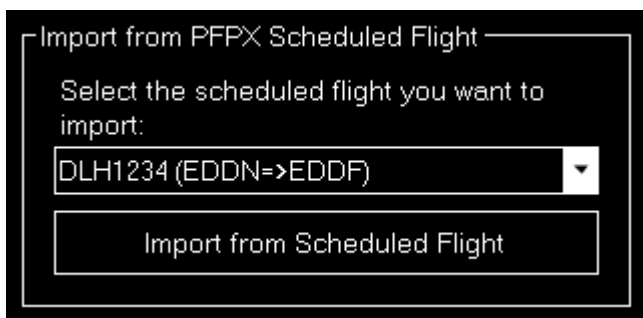 Import from PFPX Scheduled Flight
Select the scheduled flight you want to
import:
DLH1234 (EDDN=>EDDF)
Import from Scheduled Flight